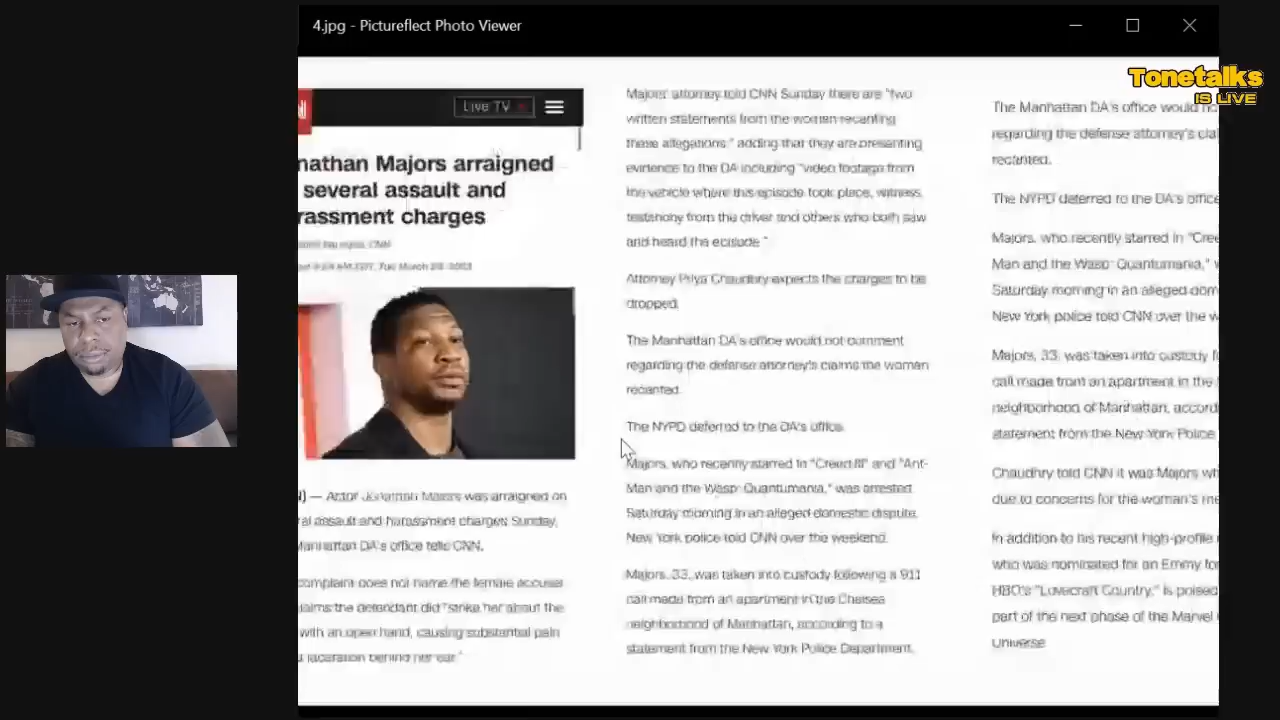 4.jpg - Pictureflect Photo Viewer
Tonetalks
IS LIVE
Live TV
nathan Majors arraigned
several assault and
rassment charges
CNN
Tue March 28, 2023
— Actor Jonathan Majors was arraigned on
al assault and harassment charges Sunday,
Manhattan DA's office tells CNN.
complaint does not name the female accuser
aims the defendant did "strike her about the
with an open hand, causing substantial pain
a laceration behind her ear."
Majors' attorney told CNN Sunday there are "two
written statements from the woman recanting
these allegations," adding that they are presenting
evidence to the DA including "video footage from
the vehicle where this episode took place, witness
testimony from the driver and others who both saw
and heard the episode."
Attorney Priya Chaudhry expects the charges to be
dropped.
The Manhattan DA's office would not comment
regarding the defense attorney's claims the woman
recanted.
The NYPD deferred to the DA's office.
Majors, who recently starred in "Creed III" and "Ant-
Man and the Wasp: Quantumania," was arrested
Saturday morning in an alleged domestic dispute,
New York police told CNN over the weekend.
Majors, 33, was taken into custody following a 911
call made from an apartment in the Chelsea
neighborhood of Manhattan, according to a
statement from the New York Police Department.
The Manhattan DA's office would no
regarding the defense attorney's clai
recanted.
The NYPD deferred to the DA's office
Majors, who recently starred in "Cree
Man and the Wasp: Quantumania," w
Saturday morning in an alleged dom
New York police told CNN over the w
Majors, 33, was taken into custody fo
call made from an apartment in the
neighborhood of Manhattan, accord
statement from the New York Police
Chaudhry told CNN it was Majors wh
due to concerns for the woman's me
In addition to his recent high-profile
who was nominated for an Emmy for
HBO's "Lovecraft Country," is poised
part of the next phase of the Marvel
Universe.